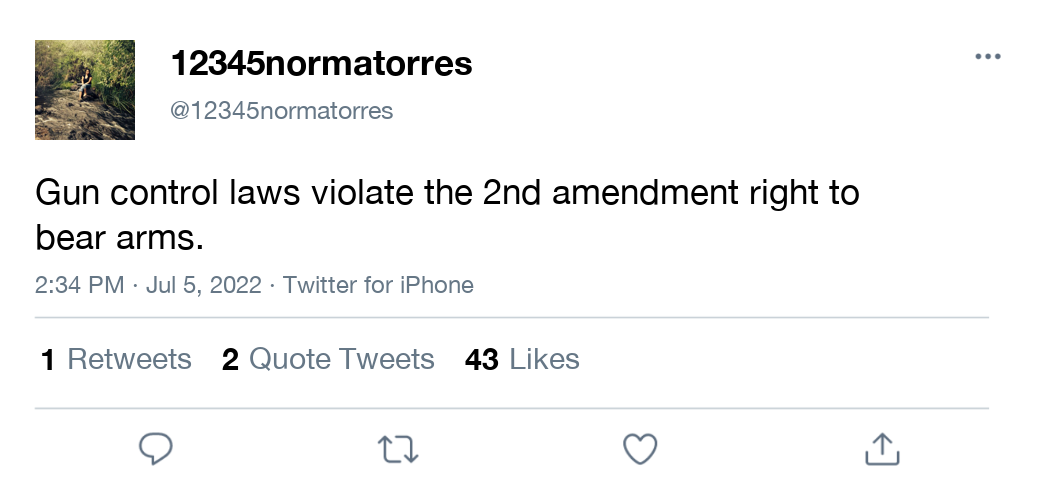 12345normatorres
@12345normatorres
Gun control laws violate the 2nd amendment right to
bear arms.
2:34 PM · Jul 5, 2022 · Twitter for iPhone
1 Retweets 2 Quote Tweets 43 Likes